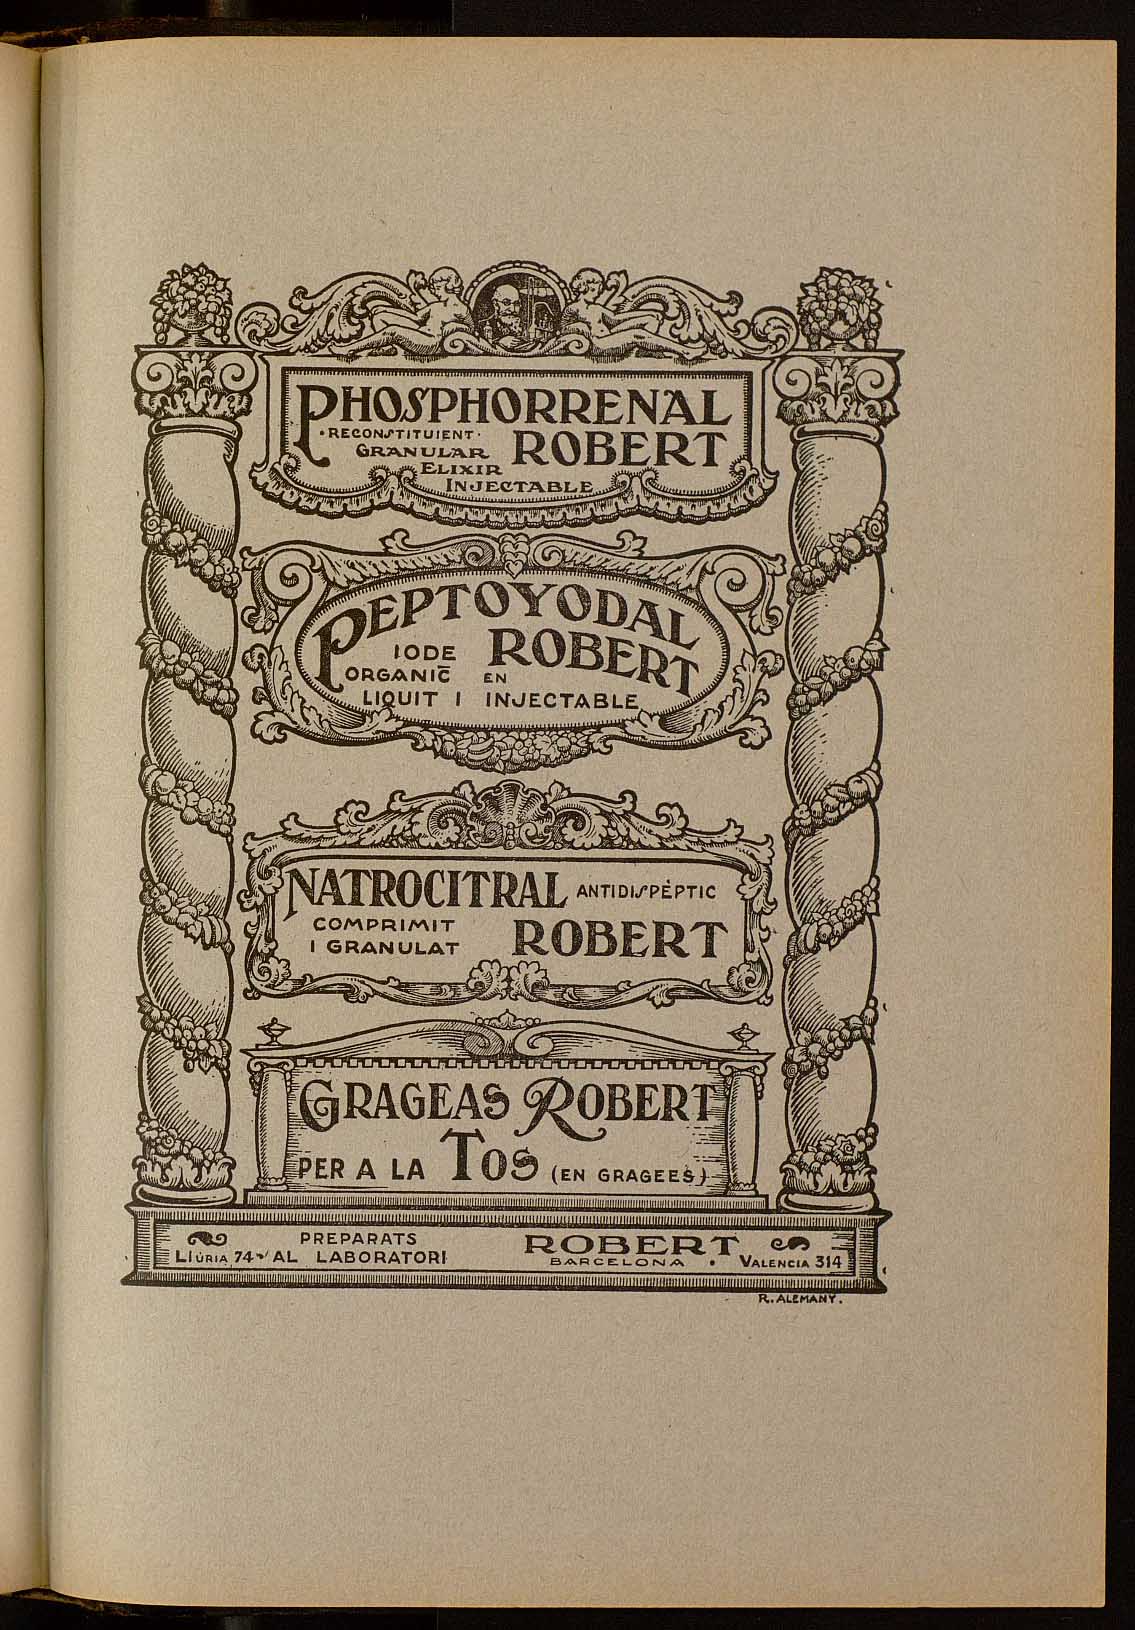 PHOSPHORRENAL
·RECONSTITUIENT· ROBERT
GRANULAR
ELIXIR
INJECTABLE
PEPTOYODAL
IODE ROBERT
ORGANIC EN
LIQUIT I INJECTABLE
NATROCITRAL ANTIDISPÈPTIC
COMPRIMIT ROBERT
I GRANULAT
GRAGEAS ROBERT
PER A LA TOS (EN GRAGEES)
PREPARATS ROBERT
LlÚRIA 74 AL LABORATORI BARCELONA · VALENCIA 314
R. ALEMANY.